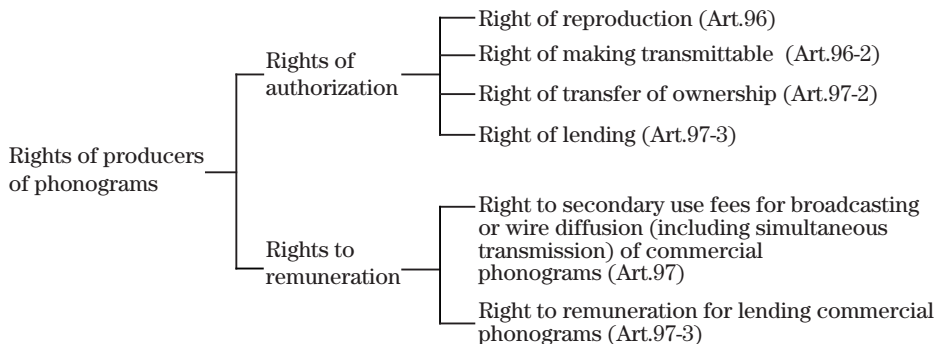 Rights of producers
of phonograms
Rights of
authorization
Right of reproduction (Art.96)
Right of making transmittable (Art.96-2)
Right of transfer of ownership (Art.97-2)
Right of lending (Art.97-3)
Rights to
remuneration
Right to secondary use fees for broadcasting
or wire diffusion (including simultaneous
transmission) of commercial
phonograms (Art.97)
Right to remuneration for lending commercial
phonograms (Art.97-3)